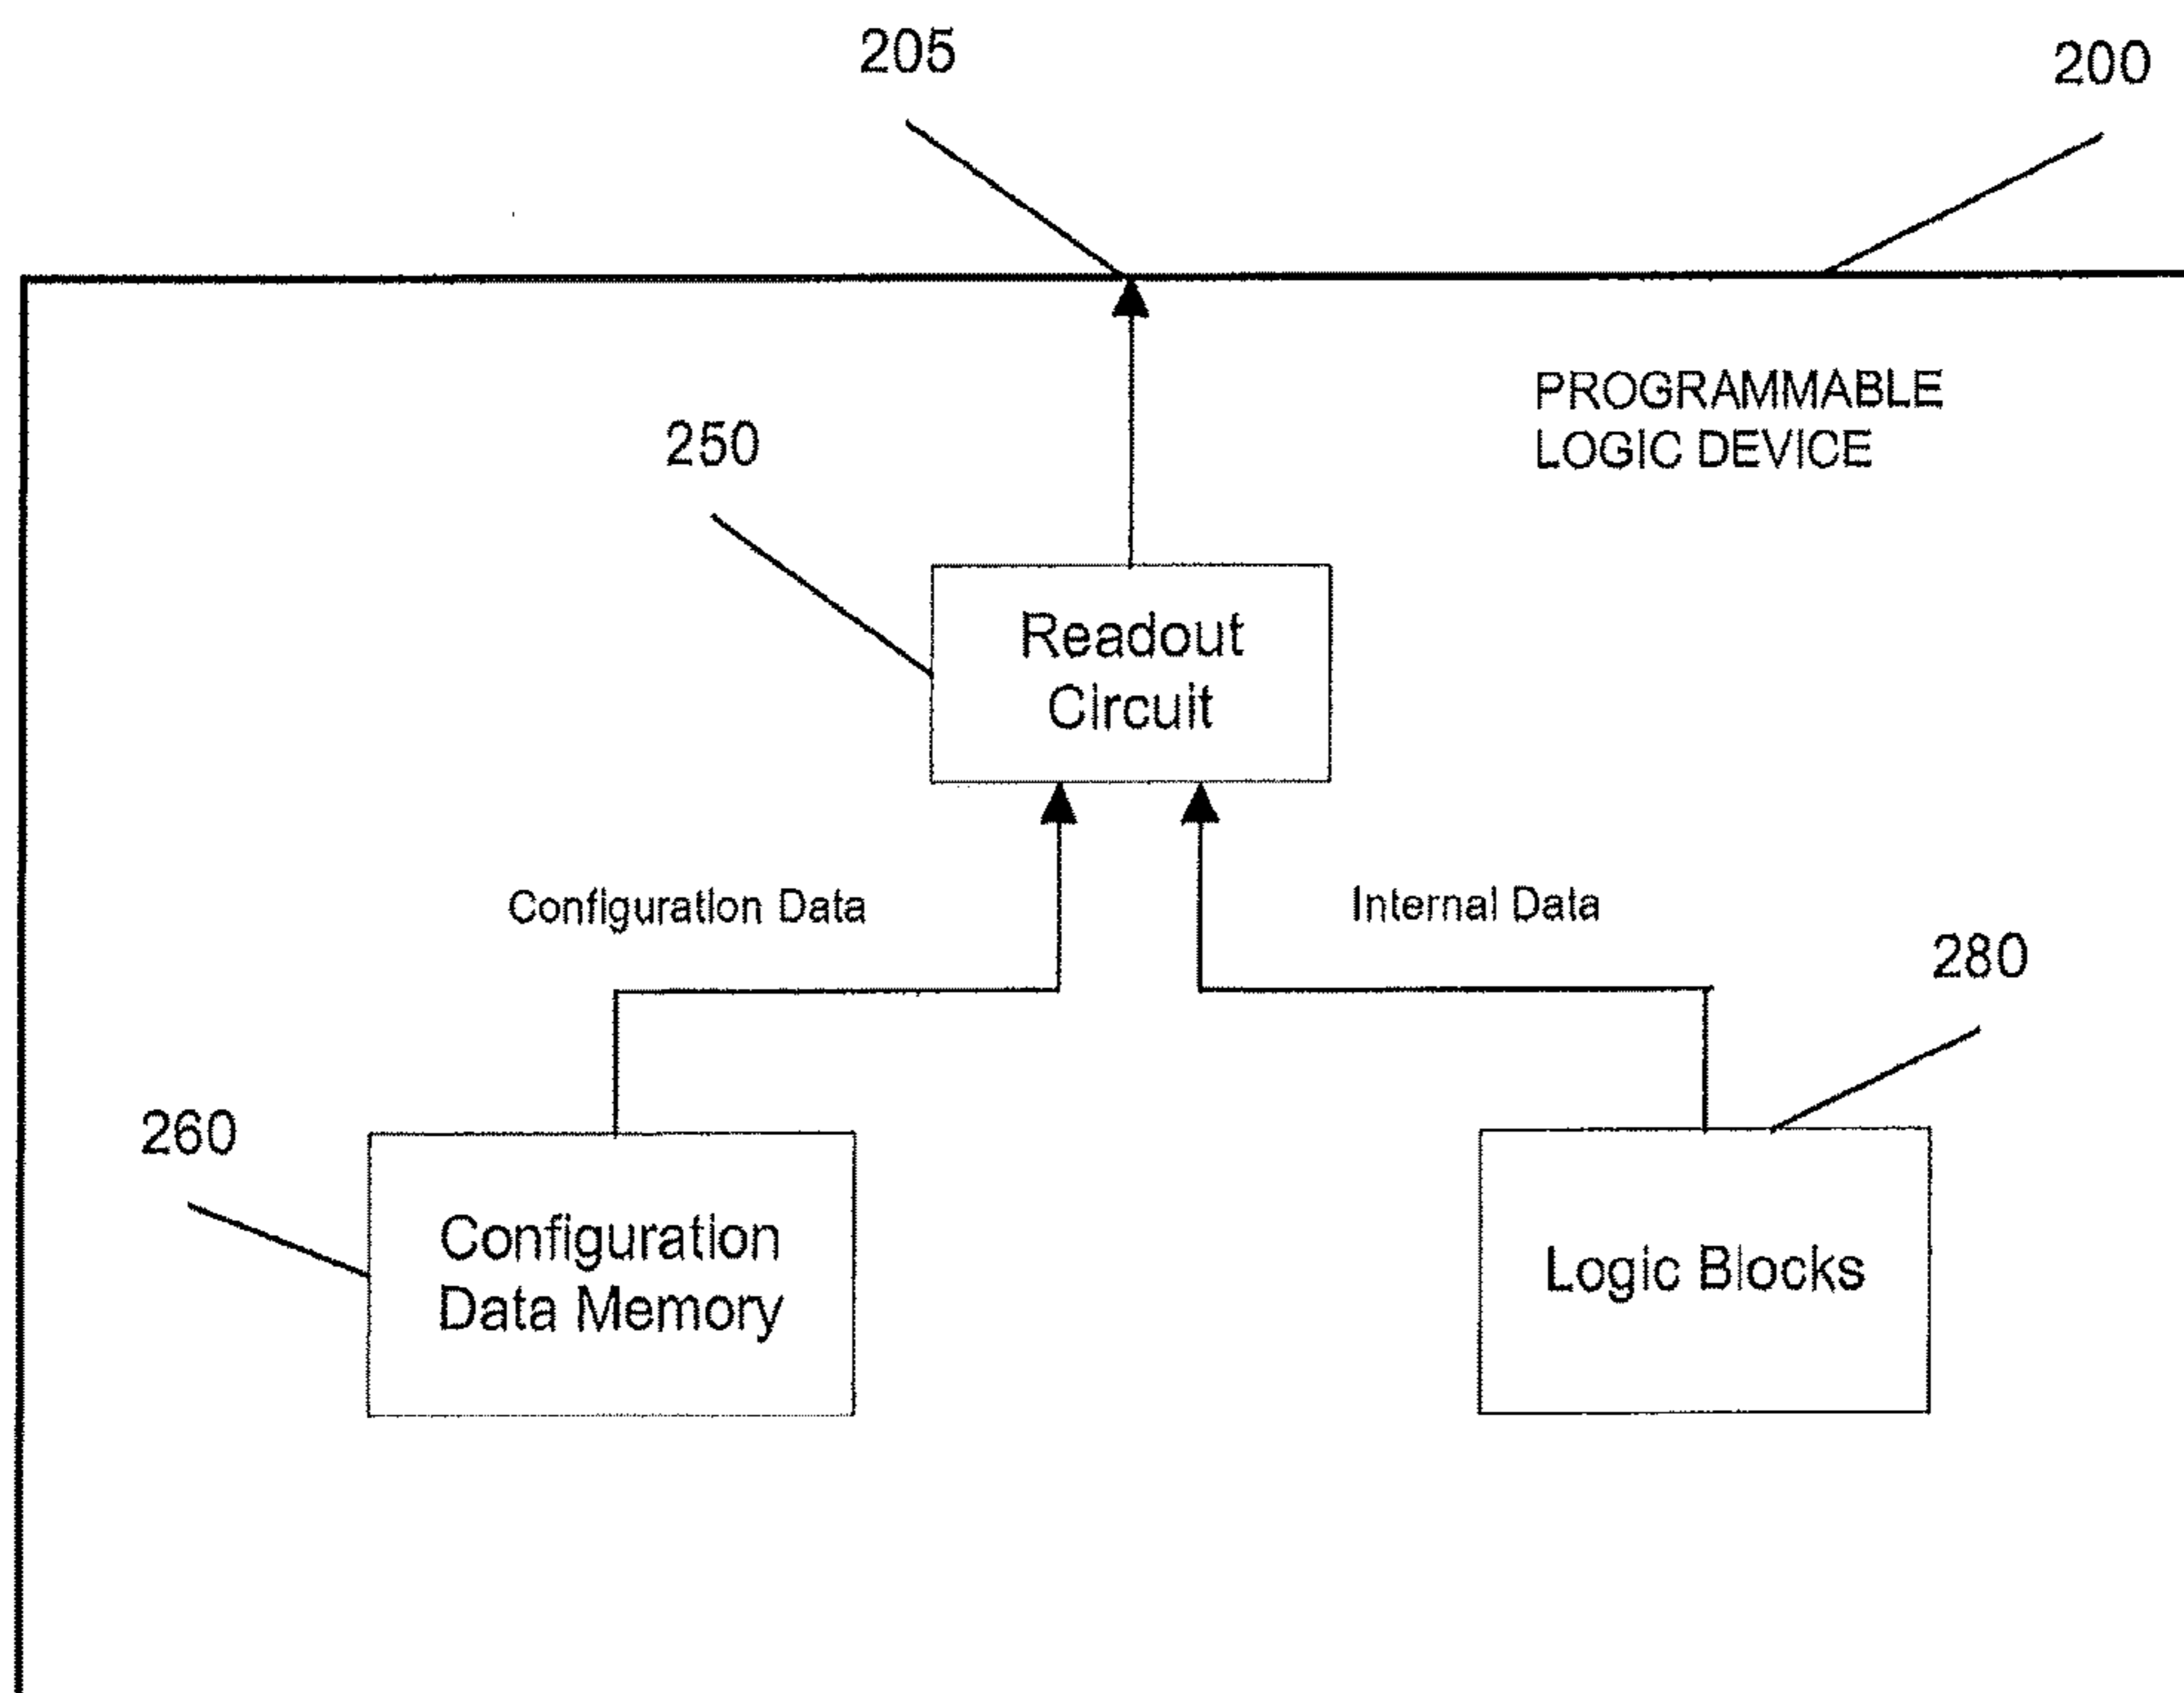 205
200
PROGRAMMABLE
LOGIC DEVICE
250
Readout
Circuit
Configuration Data
Internal Data
280
260
Configuration
Data Memory
Logic Blocks